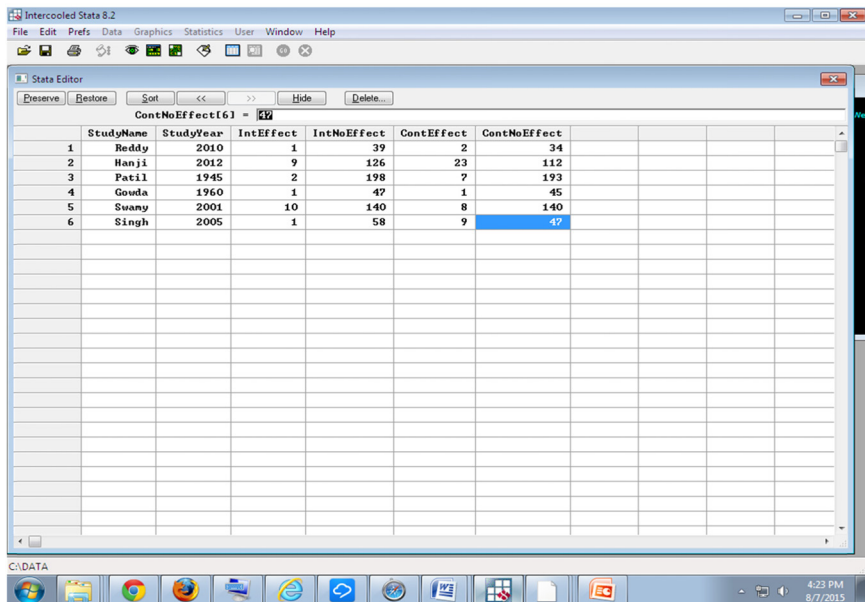 Intercooled Stata 8.2
File Edit Prefs Data Graphics Statistics User Window Help
Stata Editor
Preserve Restore Sort << >> Hide Delete...
ContNoEffect[6] = 47
StudyName StudyYear IntEffect IntNoEffect ContEffect ContNoEffect
1 Reddy 2010 1 39 2 34
2 Hanji 2012 9 126 23 112
3 Patil 1945 2 198 7 193
4 Gowda 1960 1 47 1 45
5 Swamy 2001 10 140 8 140
6 Singh 2005 1 58 9 47
C:\DATA
4:23 PM
8/7/2015